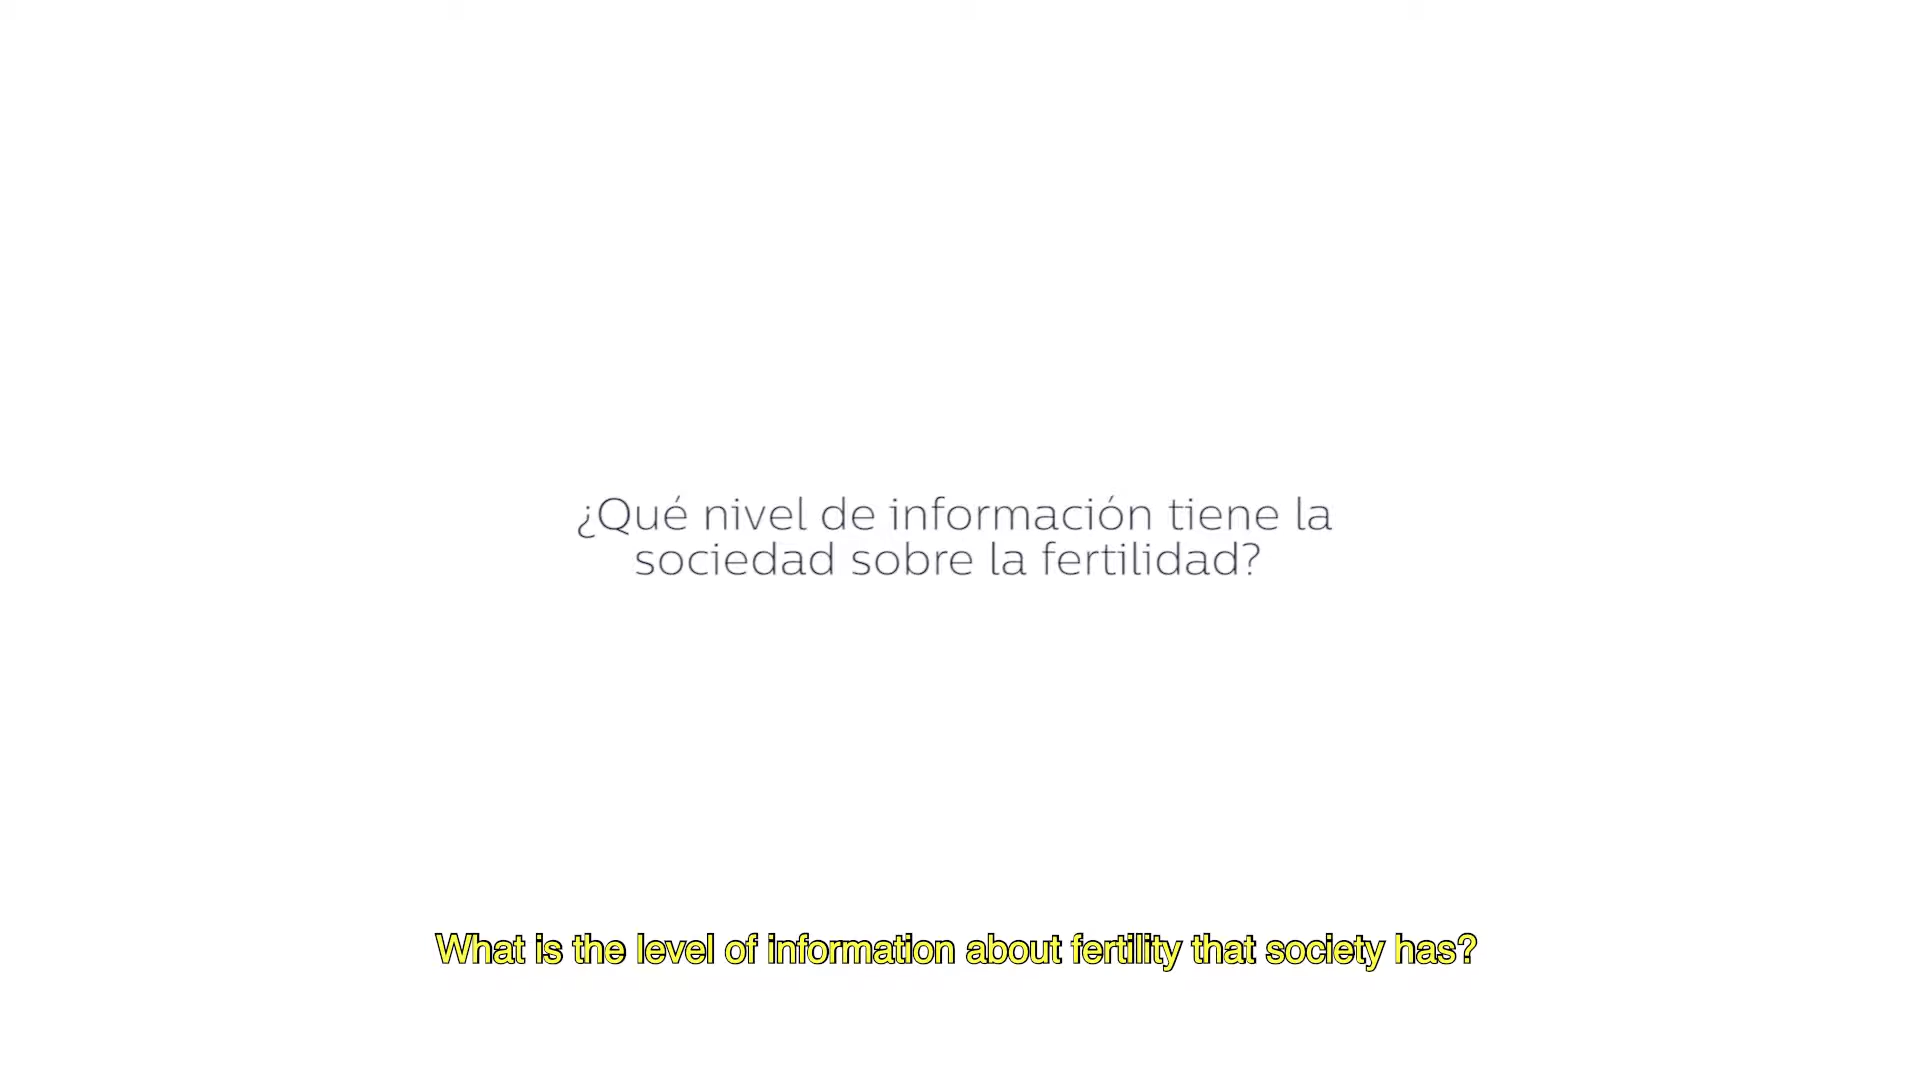 ¿Qué nivel de información tiene la
sociedad sobre la fertilidad?
What is the level of information about fertility that society has?